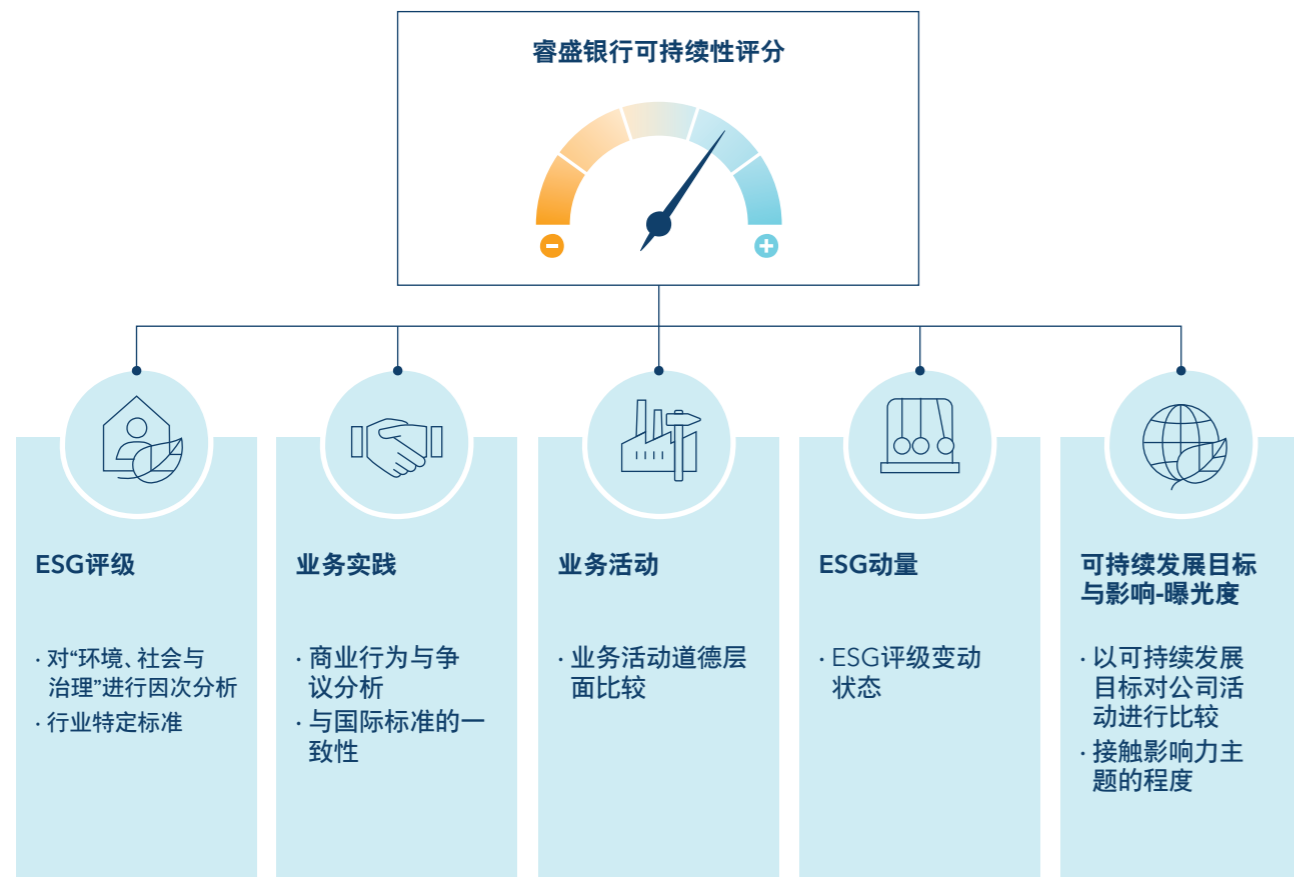 睿盛银行可持续性评分
ESG评级
· 对“环境、社会与
治理”进行因次分析
· 行业特定标准
业务实践
· 商业行为与争
议分析
· 与国际标准的一
致性
业务活动
· 业务活动道德层
面比较
ESG动量
· ESG评级变动
状态
可持续发展目标
与影响-曝光度
· 以可持续发展
目标对公司活
动进行比较
· 接触影响力主
题的程度